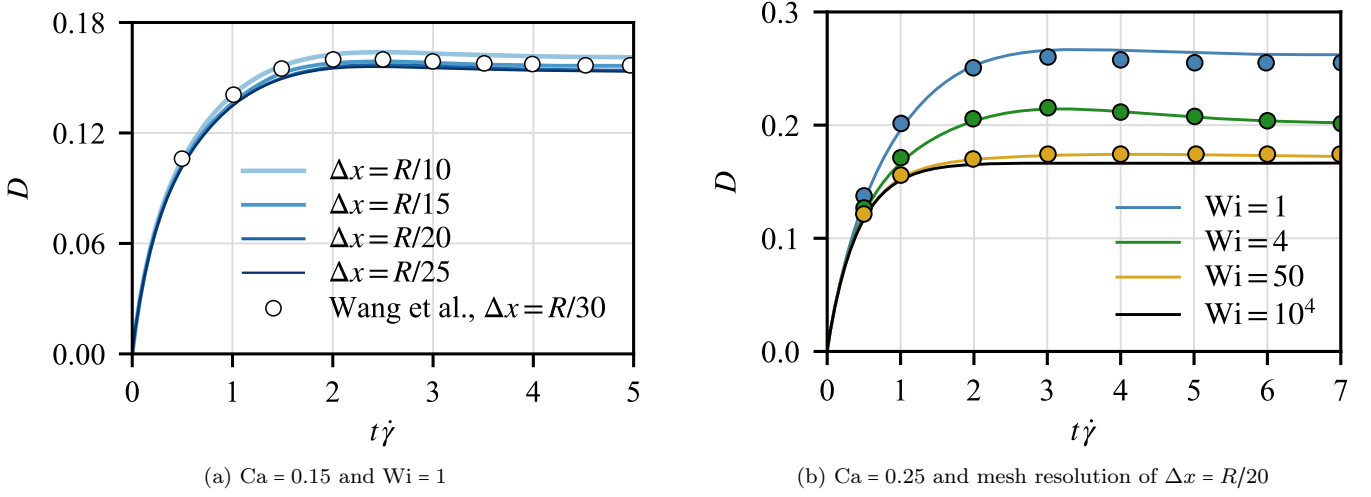 0.18
0.12
0.06
0.00
D
0
1
2
3
4
5
tγ̇
Δx = R/10
Δx = R/15
Δx = R/20
Δx = R/25
Wang et al., Δx = R/30
(a) Ca = 0.15 and Wi = 1
0.3
0.2
0.1
0.0
D
0
1
2
3
4
5
6
7
tγ̇
Wi = 1
Wi = 4
Wi = 50
Wi = 10⁴
(b) Ca = 0.25 and mesh resolution of Δx = R/20